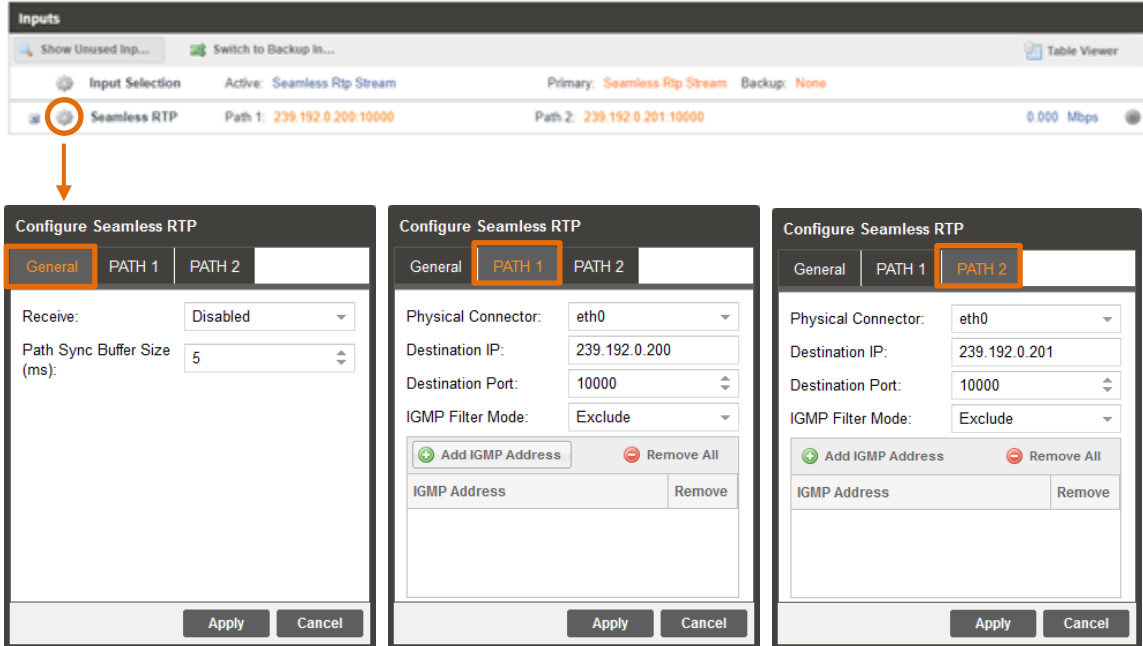 Inputs
Show Unused Inp... Switch to Backup In... Table Viewer
Input Selection Active: Seamless Rtp Stream Primary: Seamless Rtp Stream Backup: None
Seamless RTP Path 1: 239.192.0.200:10000 Path 2: 239.192.0.201:10000 0.000 Mbps
Configure Seamless RTP
General PATH 1 PATH 2
Receive: Disabled
Path Sync Buffer Size
(ms): 5
Apply Cancel
Configure Seamless RTP
General PATH 1 PATH 2
Physical Connector: eth0
Destination IP: 239.192.0.200
Destination Port: 10000
IGMP Filter Mode: Exclude
Add IGMP Address Remove All
IGMP Address Remove
Apply Cancel
Configure Seamless RTP
General PATH 1 PATH 2
Physical Connector: eth0
Destination IP: 239.192.0.201
Destination Port: 10000
IGMP Filter Mode: Exclude
Add IGMP Address Remove All
IGMP Address Remove
Apply Cancel